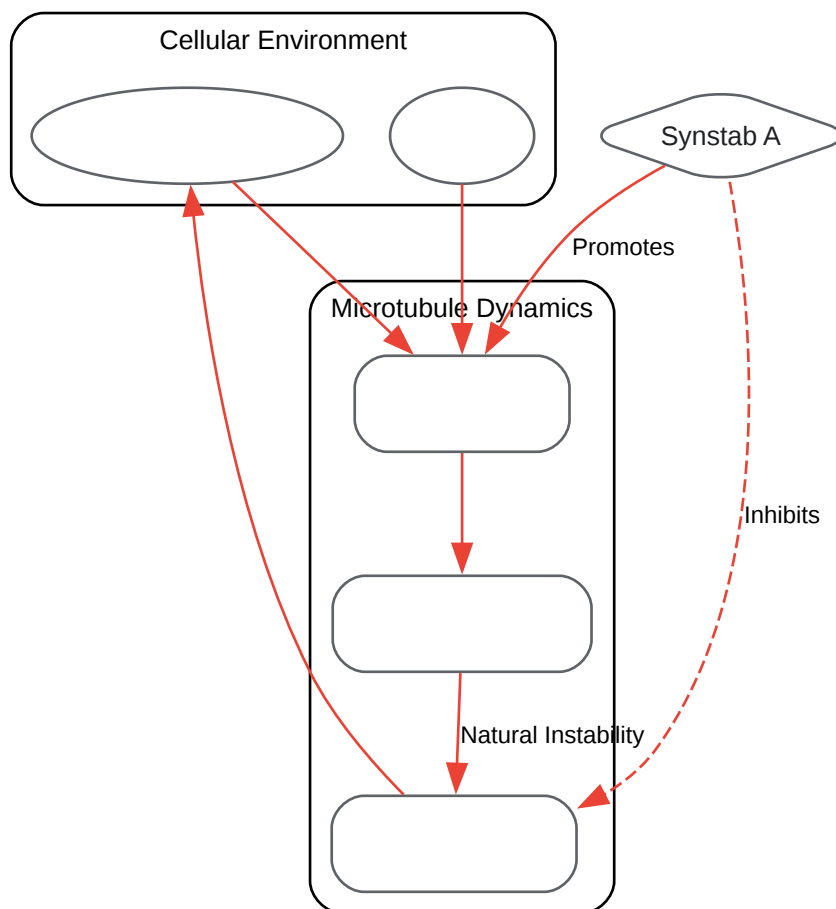 Cellular Environment
Synstab A
Promotes
Microtubule Dynamics
Inhibits
Natural Instability